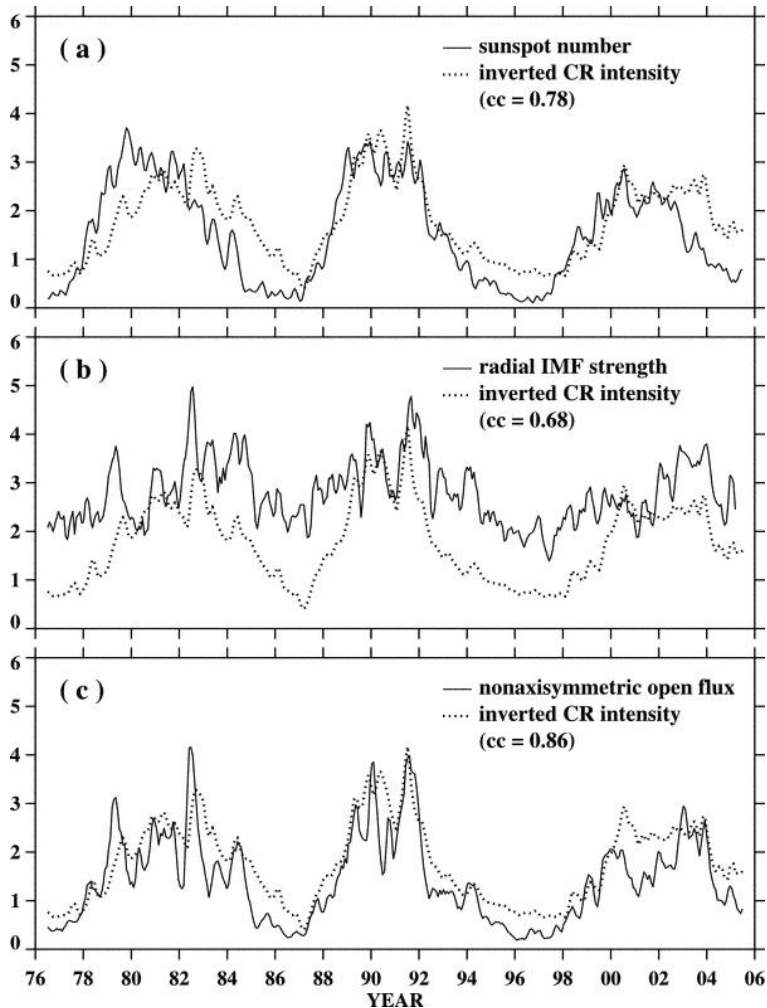 6
5
4
3
2
1
0
( a )
sunspot number
inverted CR intensity
(cc = 0.78)
6
5
4
3
2
1
0
( b )
radial IMF strength
inverted CR intensity
(cc = 0.68)
6
5
4
3
2
1
0
( c )
nonaxisymmetric open flux
inverted CR intensity
(cc = 0.86)
76 78 80 82 84 86 88 90 92 94 96 98 00 02 04 06
YEAR